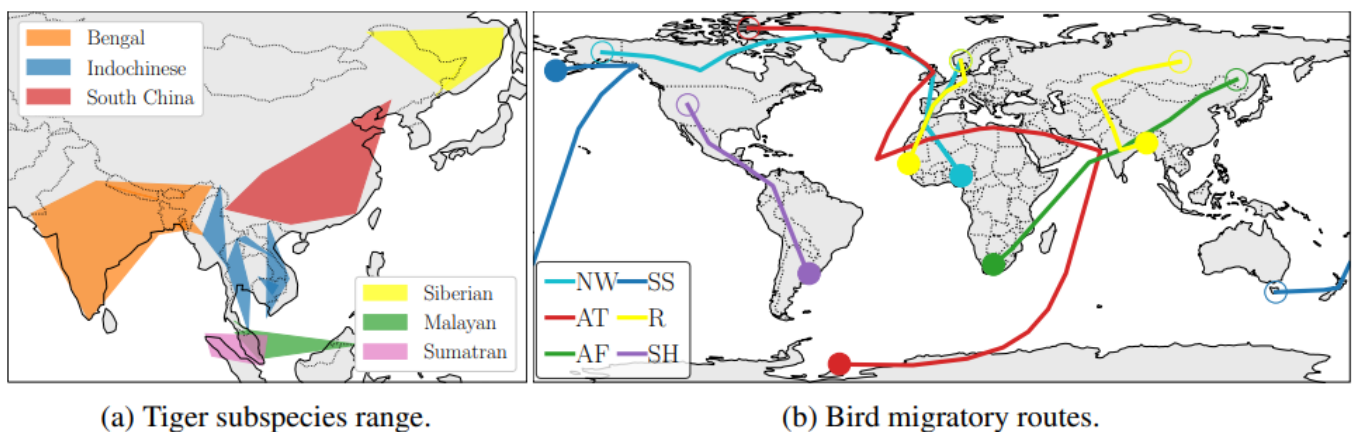 Bengal
Indochinese
South China
Siberian
Malayan
Sumatran
NW SS
AT R
AF SH
(a) Tiger subspecies range.
(b) Bird migratory routes.